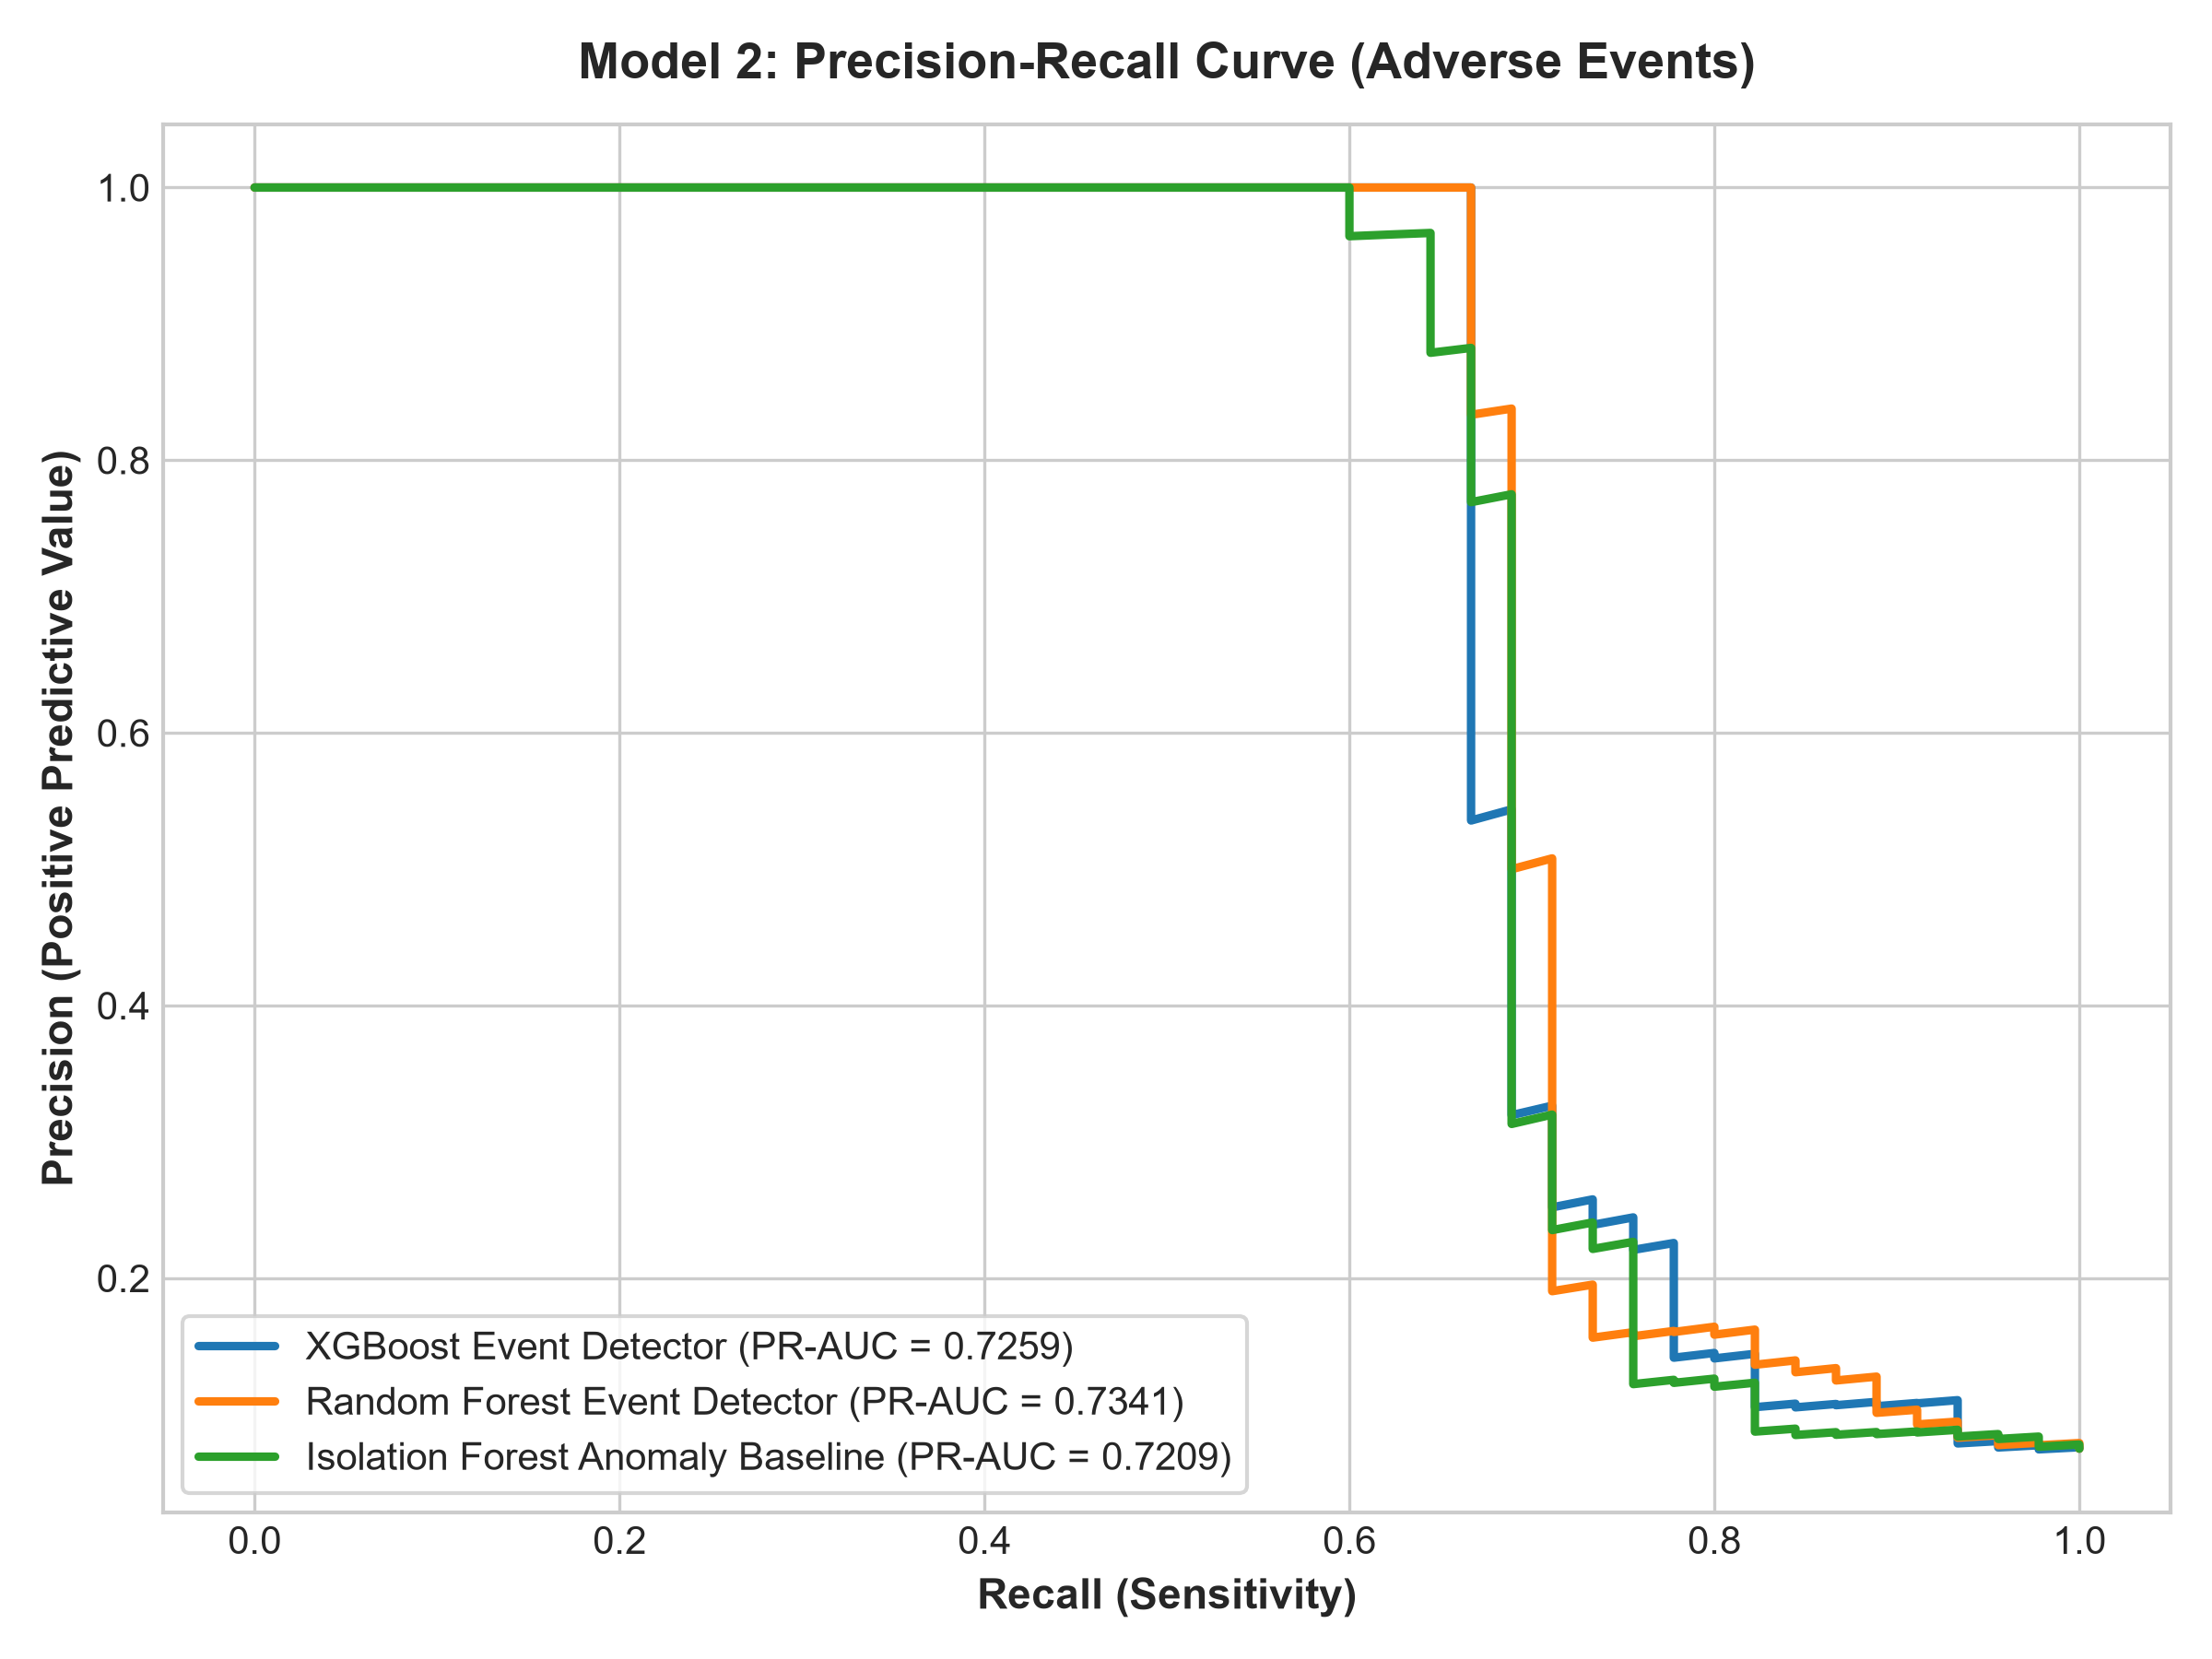 Model 2: Precision-Recall Curve (Adverse Events)
Precision (Positive Predictive Value)
1.0
0.8
0.6
0.4
0.2
XGBoost Event Detector (PR-AUC = 0.7259)
Random Forest Event Detector (PR-AUC = 0.7341)
Isolation Forest Anomaly Baseline (PR-AUC = 0.7209)
0.0 0.2 0.4 0.6 0.8 1.0
Recall (Sensitivity)